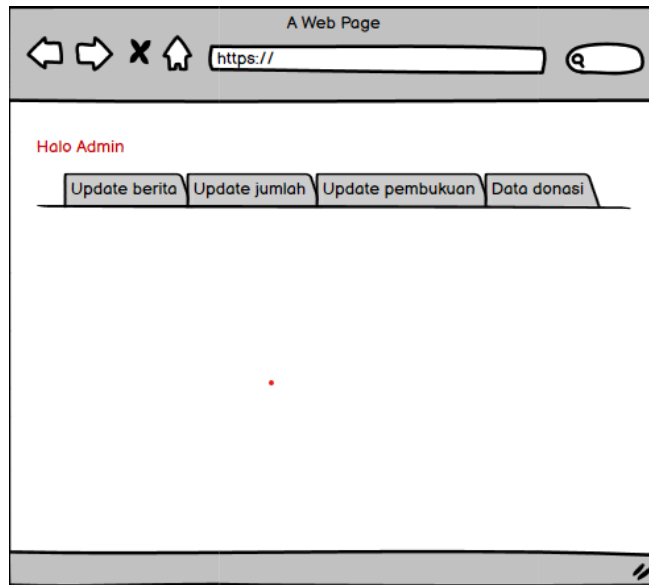 A Web Page
https://
Halo Admin
Update berita Update jumlah Update pembukuan Data donasi